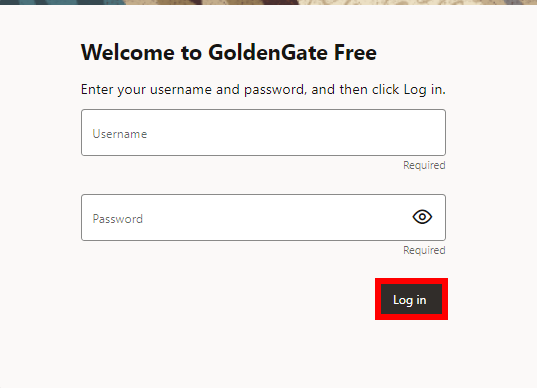 Welcome to GoldenGate Free
Enter your username and password, and then click Log in.
Username
Required
Password
Required
Log in